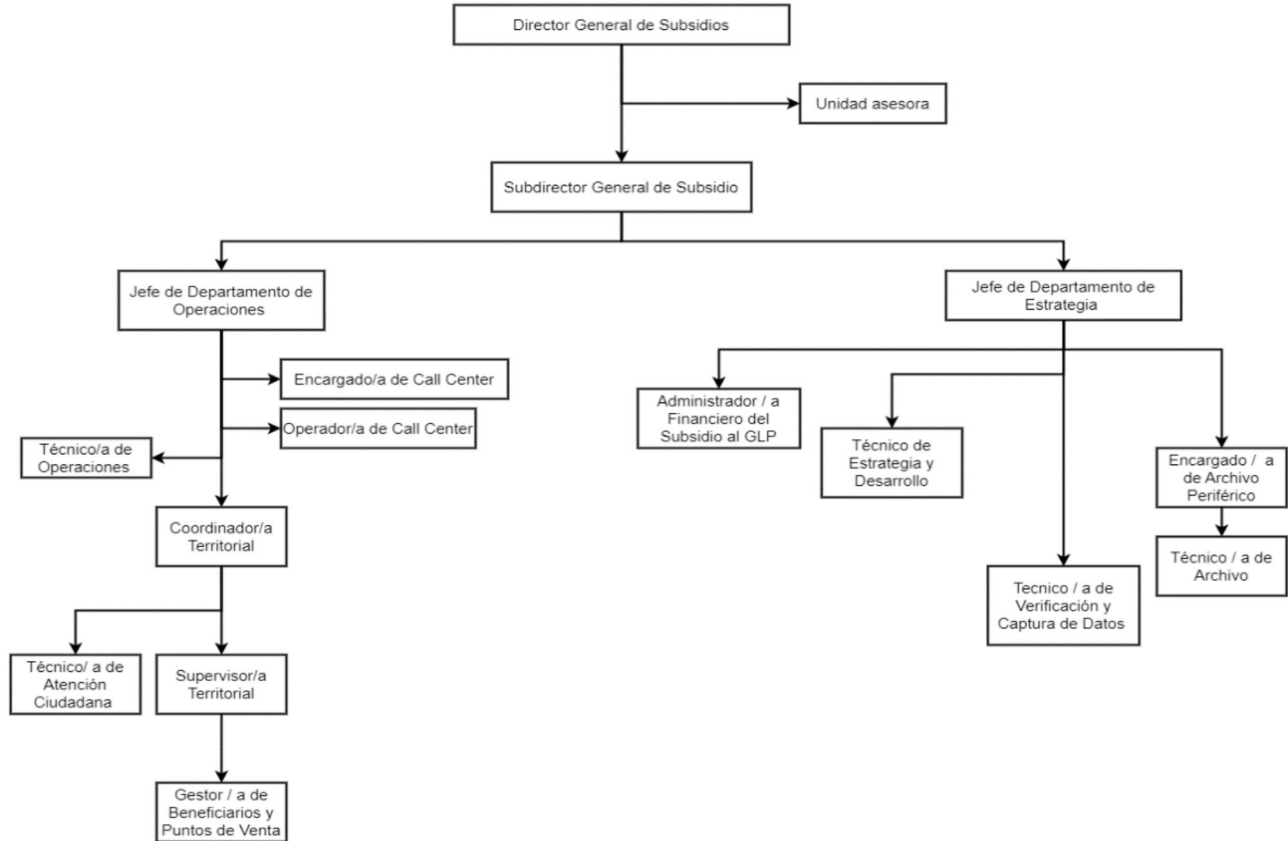 Director General de Subsidios
Unidad asesora
Subdirector General de Subsidio
Jefe de Departamento de
Operaciones
Jefe de Departamento de
Estrategia
Encargado/a de Call Center
Operador/a de Call Center
Técnico/a de
Operaciones
Coordinador/a
Territorial
Técnico/ a de
Atención
Ciudadana
Supervisor/a
Territorial
Gestor / a de
Beneficiarios y
Puntos de Venta
Administrador / a
Financiero del
Subsidio al GLP
Técnico de
Estrategia y
Desarrollo
Tecnico / a de
Verificación y
Captura de Datos
Encargado / a
de Archivo
Periférico
Técnico / a de
Archivo